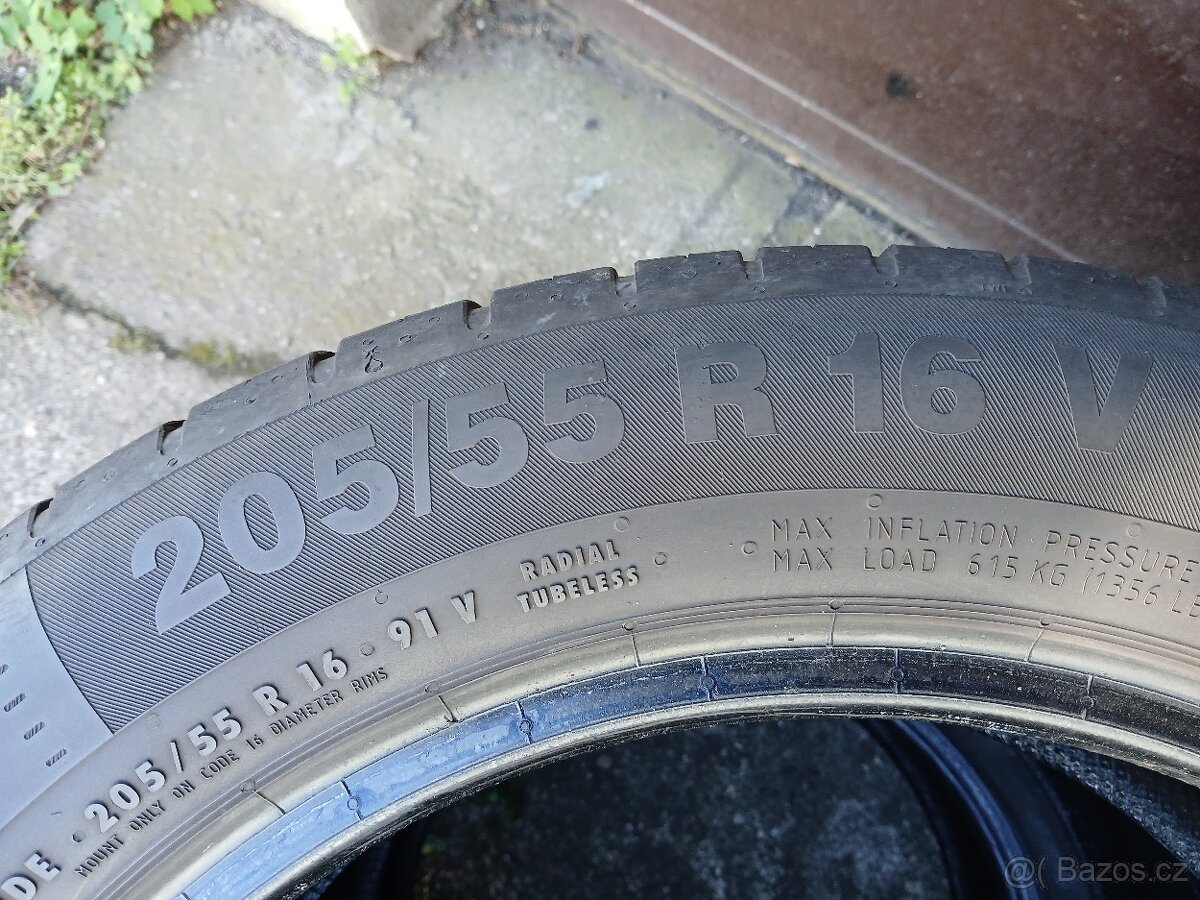 205/55 R 16 V
MAX INFLATION PRESSURE
MAX LOAD 615 KG (1356 LB
RADIAL
TUBELESS
DE 205/55 R 16 91 V
MOUNT ONLY ON CODE 16 DIAMETER RIMS
@( Bazos.cz